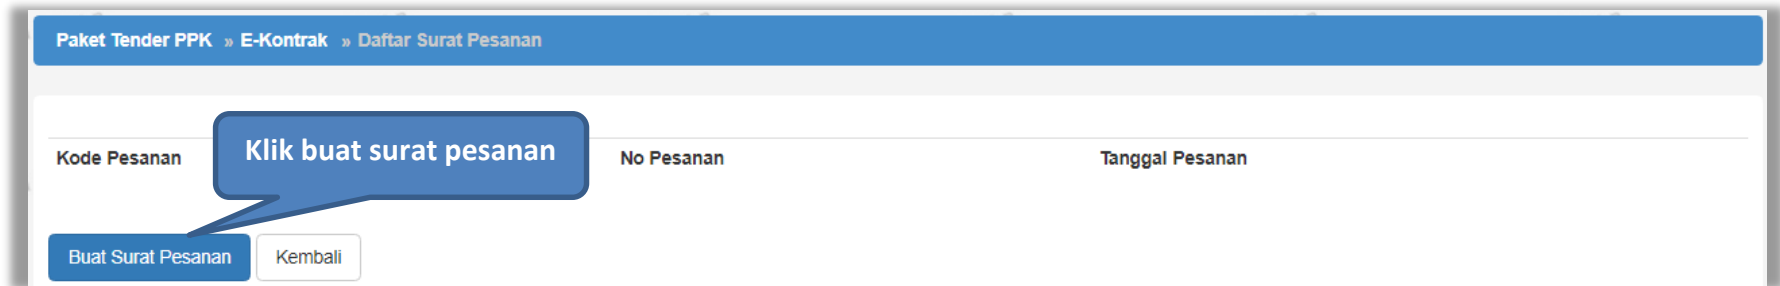 Paket Tender PPK » E-Kontrak » Daftar Surat Pesanan
Klik buat surat pesanan
Kode Pesanan No Pesanan Tanggal Pesanan
Buat Surat Pesanan Kembali